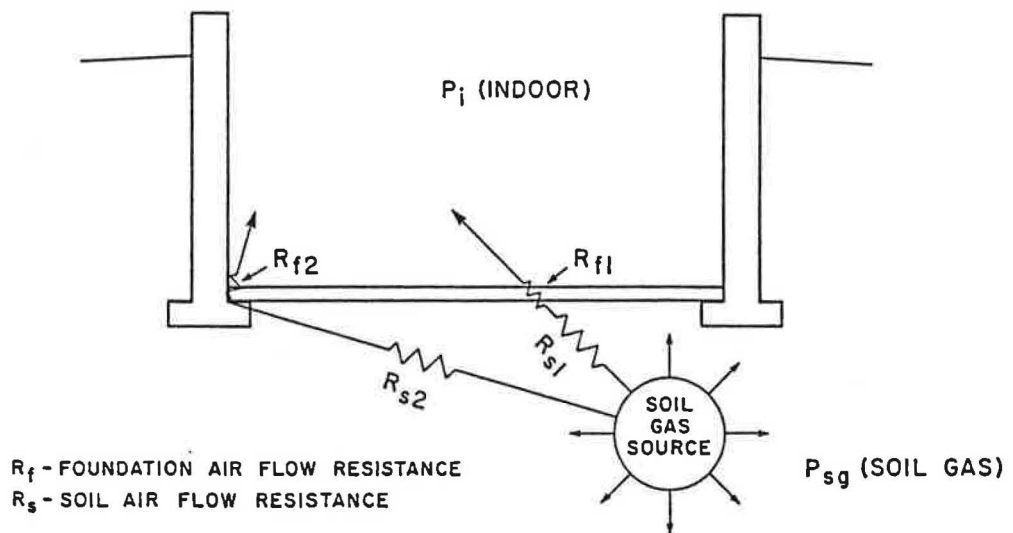 Pi (INDOOR)
Rf2
Rf1
Rs1
Rs2
SOIL
GAS
SOURCE
Rf - FOUNDATION AIR FLOW RESISTANCE
Rs - SOIL AIR FLOW RESISTANCE
Psg (SOIL GAS)